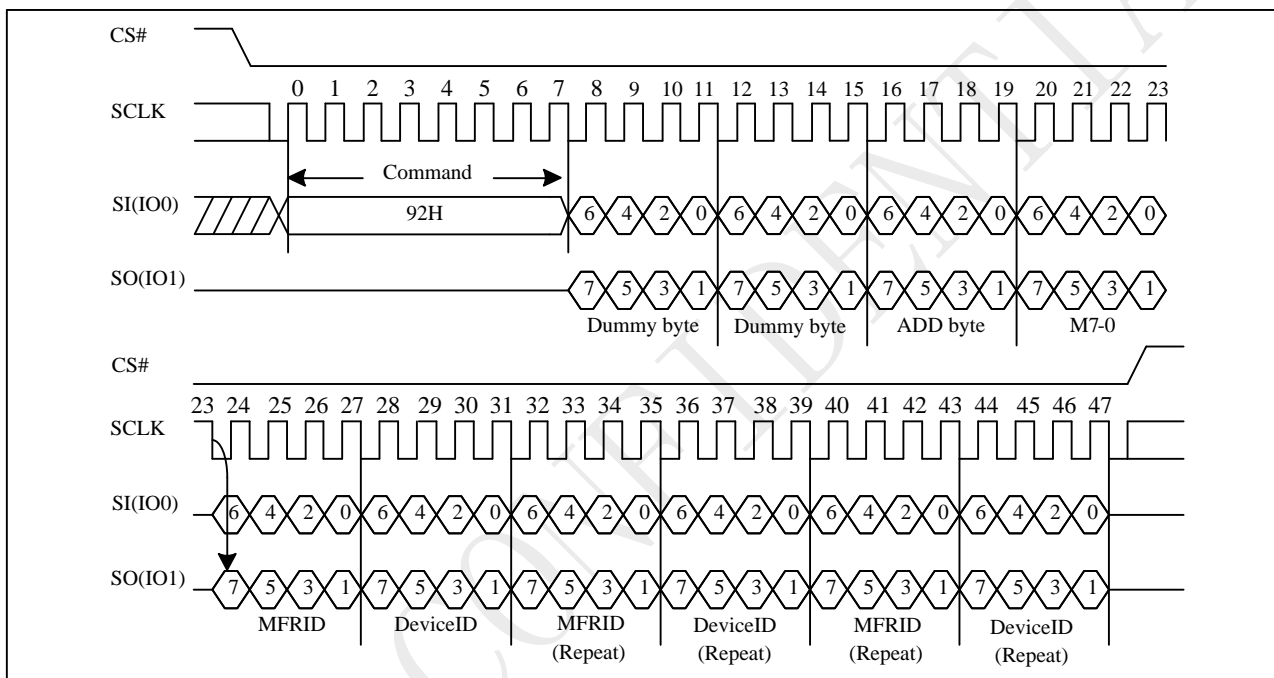 CS#
0 1 2 3 4 5 6 7 8 9 10 11 12 13 14 15 16 17 18 19 20 21 22 23
SCLK
Command
SI(IO0) 92H 6 4 2 0 6 4 2 0 6 4 2 0 6 4 2 0
SO(IO1) 7 5 3 1 7 5 3 1 7 5 3 1 7 5 3 1
Dummy byte Dummy byte ADD byte M7-0
CS#
23 24 25 26 27 28 29 30 31 32 33 34 35 36 37 38 39 40 41 42 43 44 45 46 47
SCLK
SI(IO0) 6 4 2 0 6 4 2 0 6 4 2 0 6 4 2 0 6 4 2 0 6 4 2 0
SO(IO1) 7 5 3 1 7 5 3 1 7 5 3 1 7 5 3 1 7 5 3 1 7 5 3 1
MFRID DeviceID MFRID DeviceID MFRID DeviceID
(Repeat) (Repeat) (Repeat) (Repeat)
CONFIDENTIA